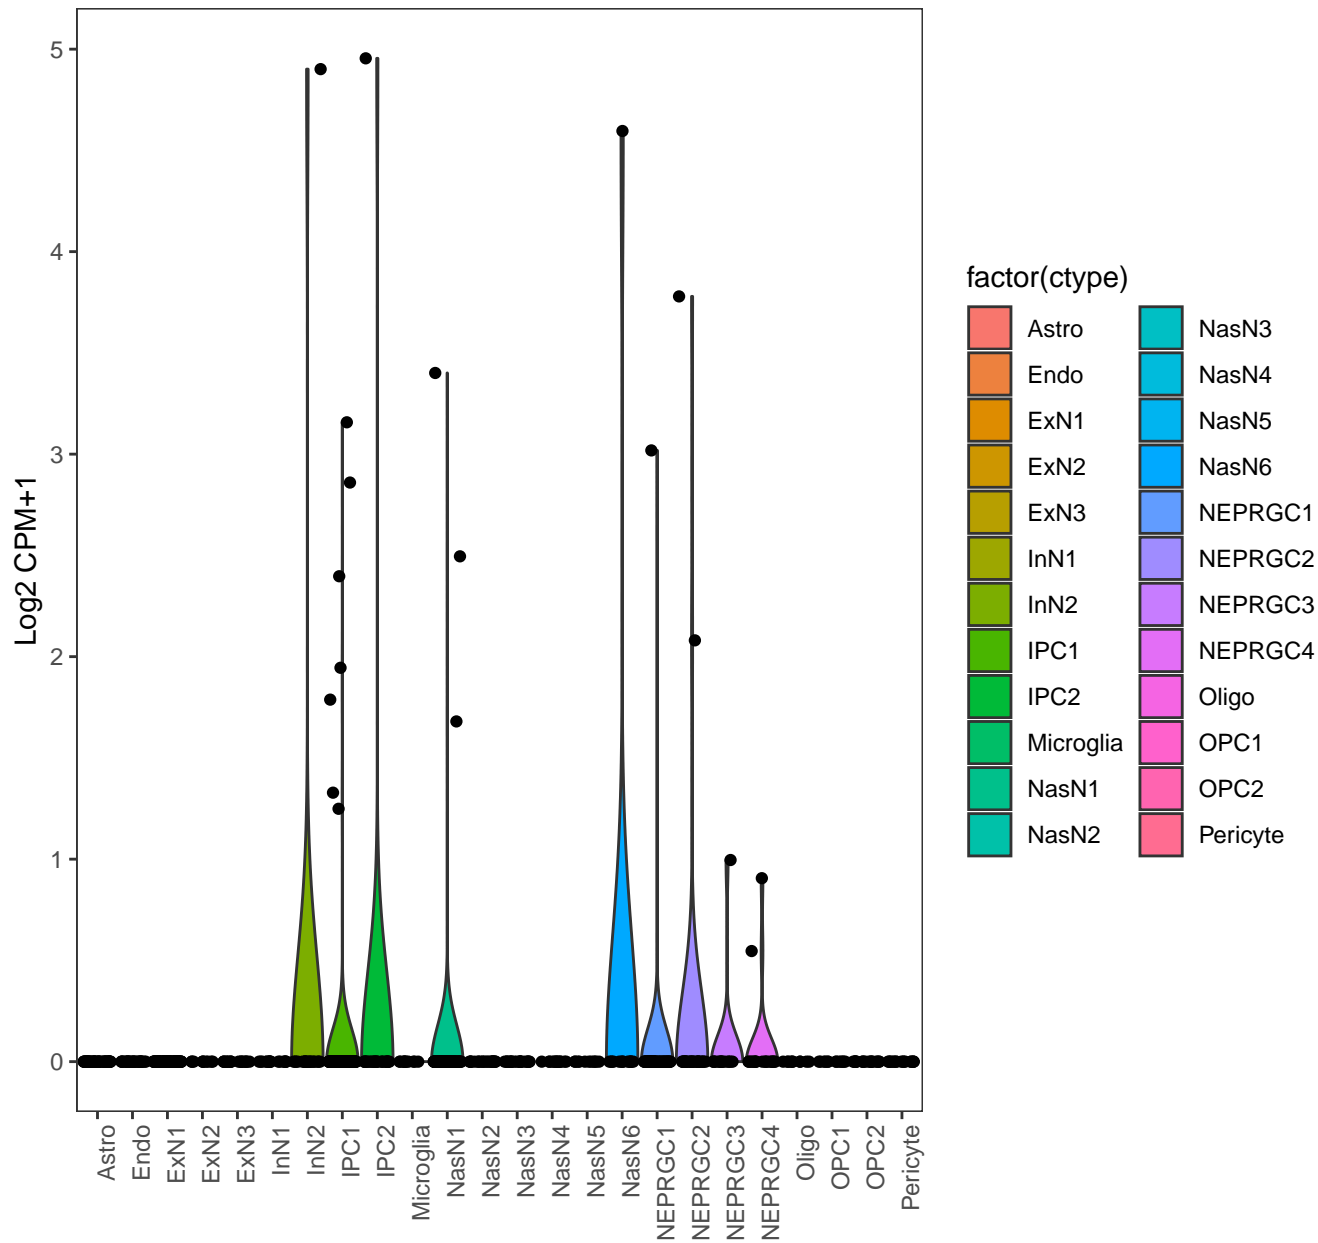 Log2 CPM+1
5
4
3
2
1
0
Astro
Endo
ExN1
ExN2
ExN3
InN1
InN2
IPC1
IPC2
Microglia
NasN1
NasN2
NasN3
NasN4
NasN5
NasN6
NEPRGC1
NEPRGC2
NEPRGC3
NEPRGC4
Oligo
OPC1
OPC2
Pericyte
factor(ctype)
Astro
Endo
ExN1
ExN2
ExN3
InN1
InN2
IPC1
IPC2
Microglia
NasN1
NasN2
NasN3
NasN4
NasN5
NasN6
NEPRGC1
NEPRGC2
NEPRGC3
NEPRGC4
Oligo
OPC1
OPC2
Pericyte